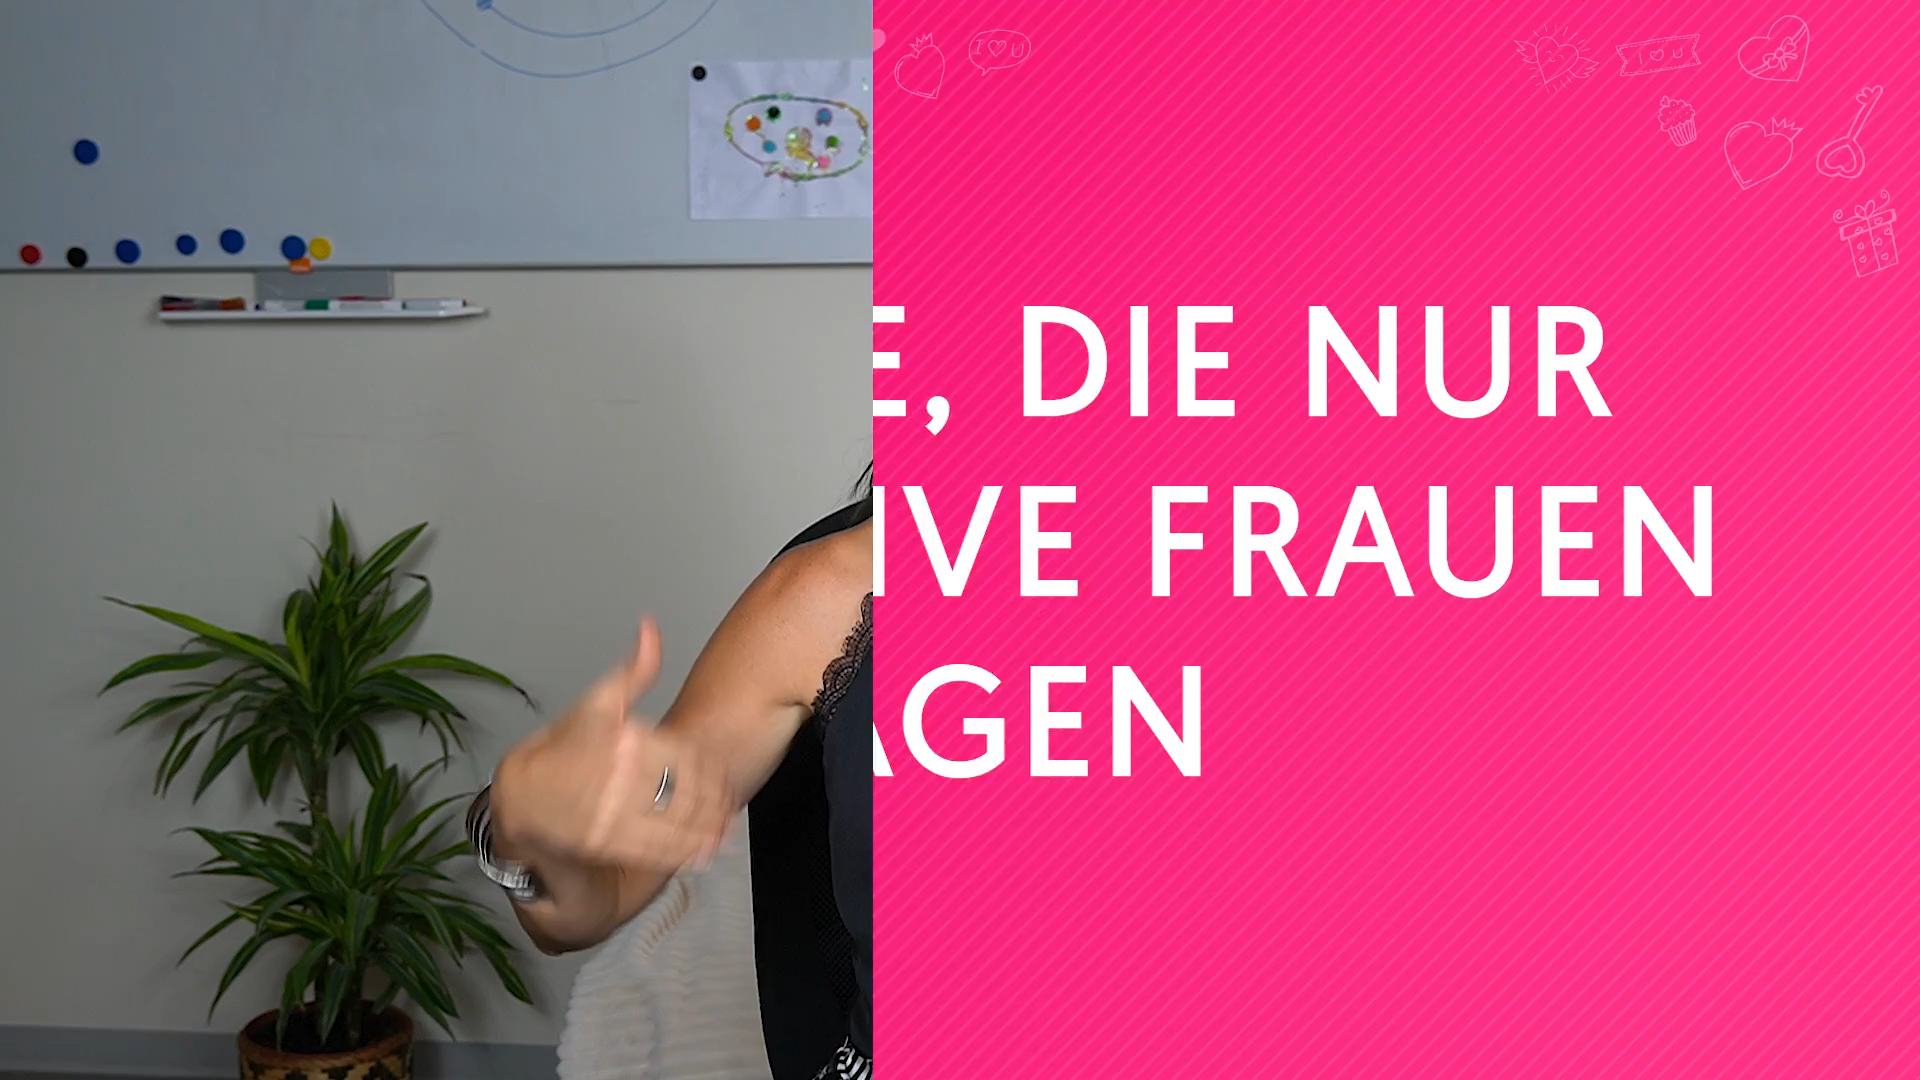 I ♥ U
I ♥ U
E, DIE NUR
IVE FRAUEN
AGEN